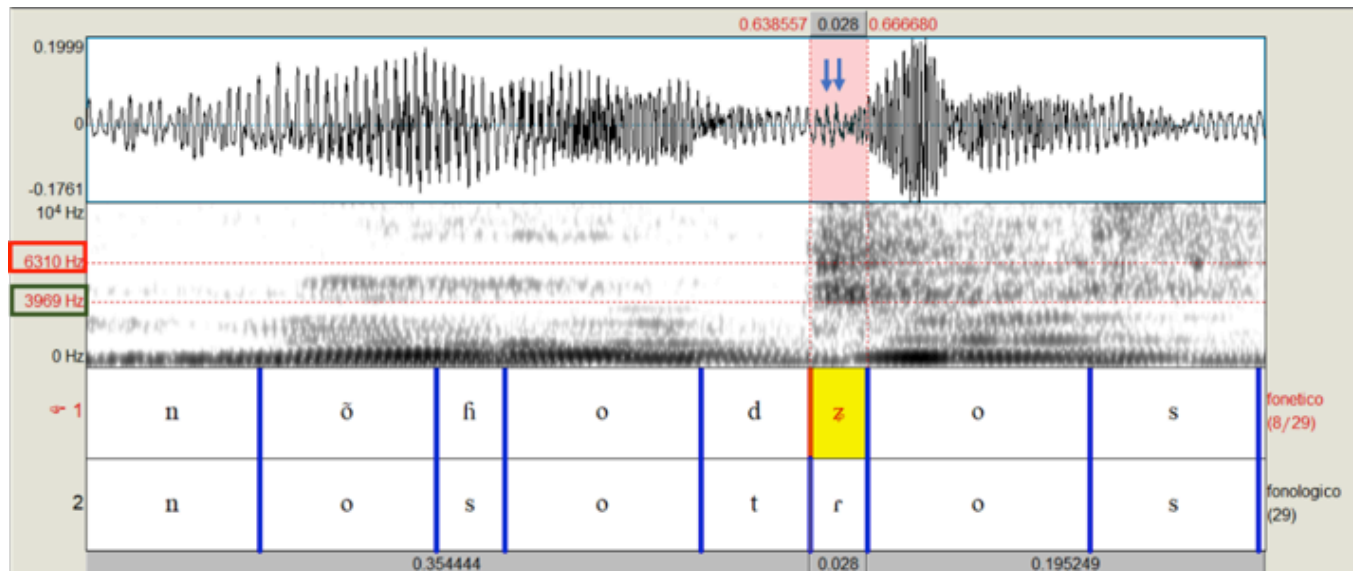 0.638557 0.028 0.666680
0.1999
0
-0.1761
10⁴ Hz
6310 Hz
3969 Hz
0 Hz
☞ 1 n õ ɦ o d ʑ o s fonetico (8/29)
2 n o s o t ɾ o s fonologico (29)
0.354444 0.028 0.195249